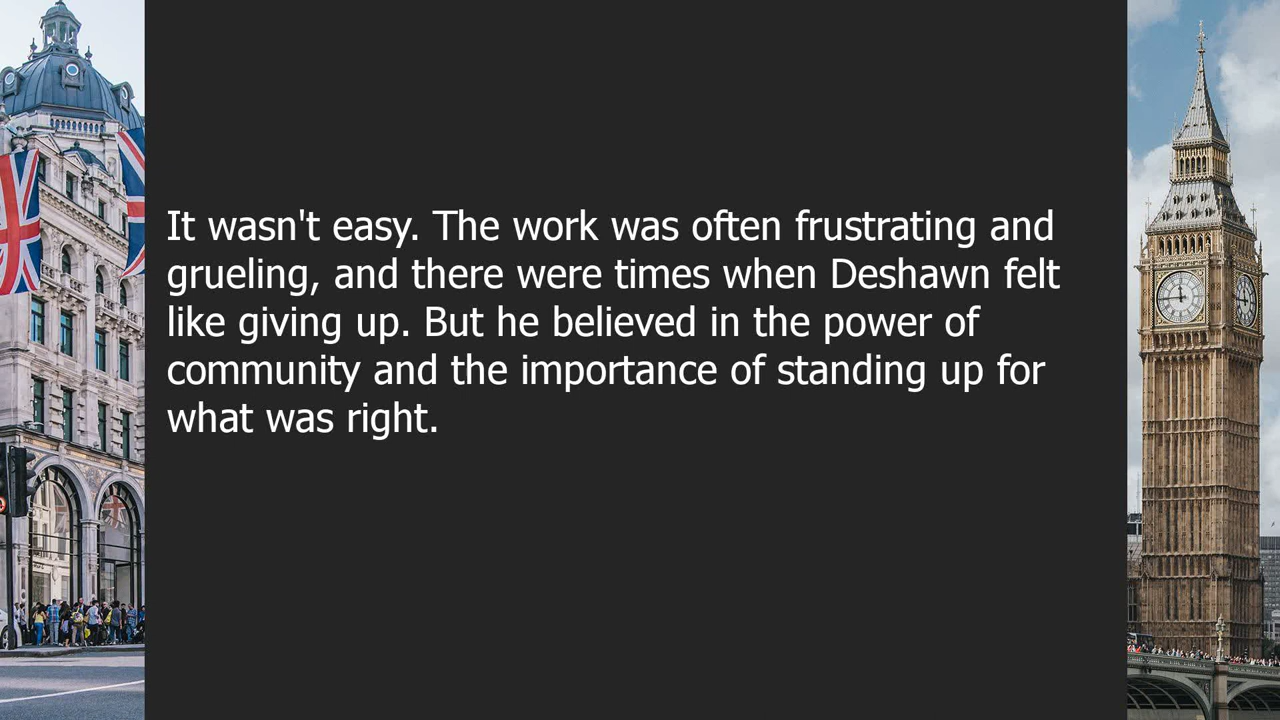 It wasn't easy. The work was often frustrating and
grueling, and there were times when Deshawn felt
like giving up. But he believed in the power of
community and the importance of standing up for
what was right.